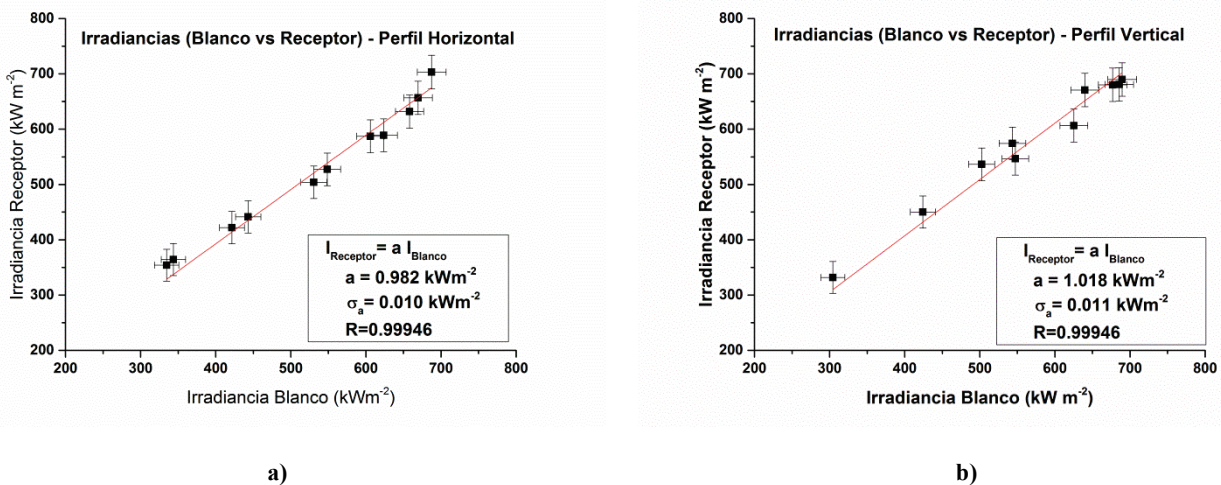 Irradiancias (Blanco vs Receptor) - Perfil Horizontal
Irradiancia Receptor (kW m-2)
800
700
600
500
400
300
200
I Receptor = a I Blanco
a = 0.982 kWm-2
σa = 0.010 kWm-2
R=0.99946
200 300 400 500 600 700 800
Irradiancia Blanco (kWm-2)
a)
Irradiancias (Blanco vs Receptor) - Perfil Vertical
Irradiancia Receptor (kW m-2)
800
700
600
500
400
300
200
I Receptor = a I Blanco
a = 1.018 kWm-2
σa = 0.011 kWm-2
R=0.99946
200 300 400 500 600 700 800
Irradiancia Blanco (kW m-2)
b)